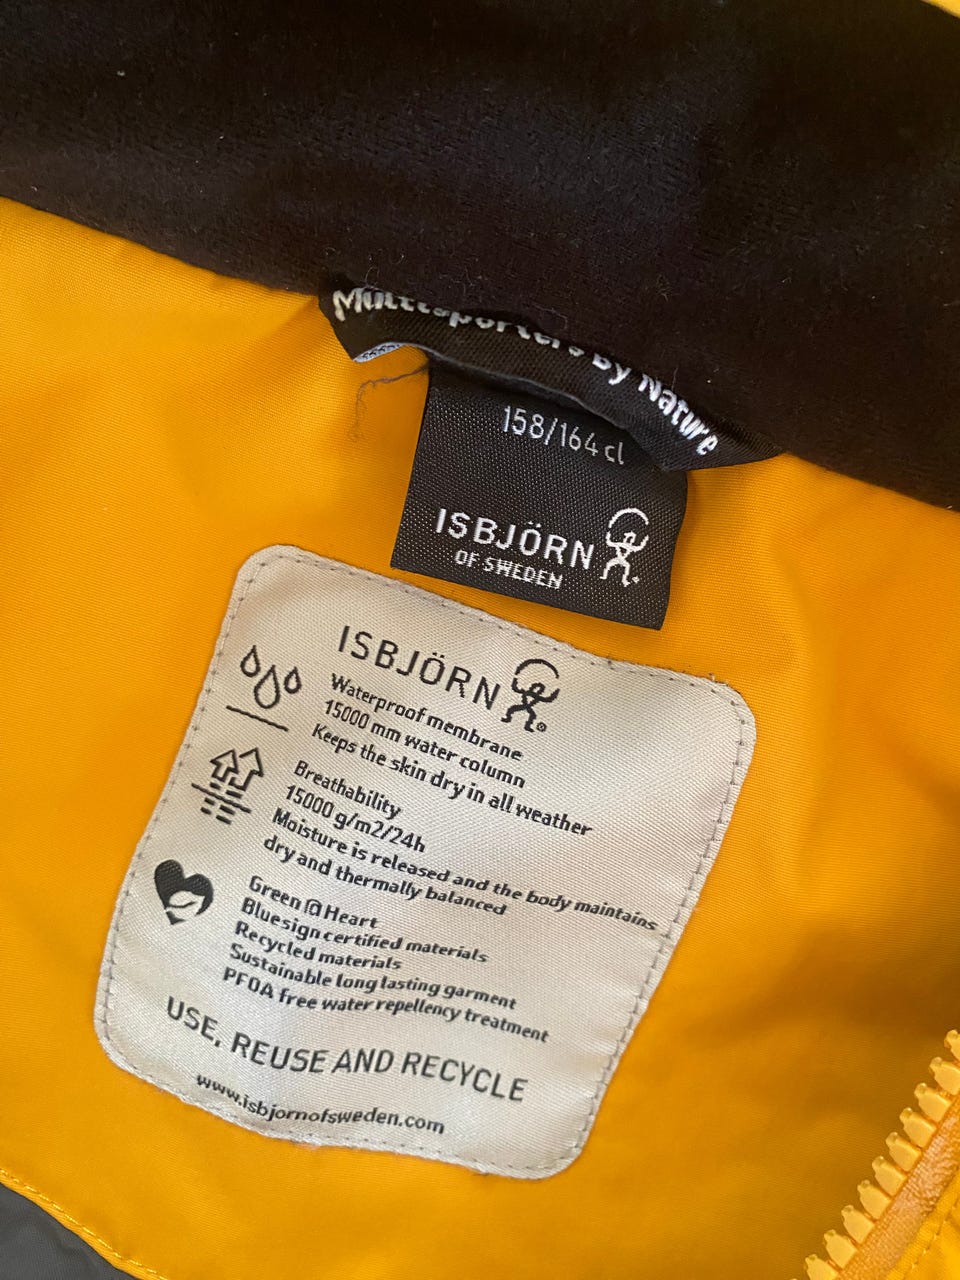 Multisporters By Nature
158/164 cl
ISBJÖRN
OF SWEDEN
ISBJÖRN
Waterproof membrane
15000 mm water column
Keeps the skin dry in all weather
Breathability
15000 g/m2/24h
Moisture is released and the body maintains
dry and thermally balanced
Green @ Heart
Bluesign certified materials
Recycled materials
Sustainable long lasting garment
PFOA free water repellency treatment
USE, REUSE AND RECYCLE
www.isbjornofsweden.com